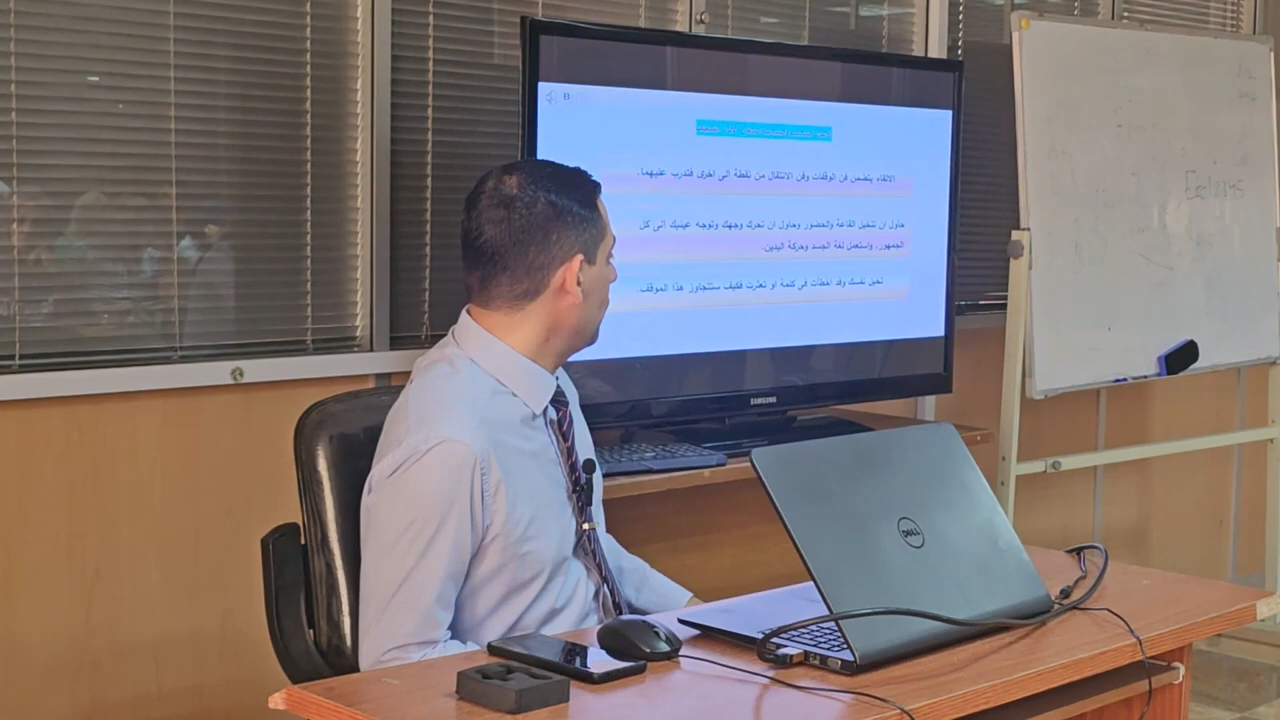 B
الالقاء يتضمن فن الوقفات وفن الانتقال من نقطة الى اخرى فتدرب عليهما.
حاول ان تتخيل القاعة والحضور وحاول ان تحرك وجهك وتوجه عينيك الى كل
الجمهور، واستعمل لغة الجسد وحركة اليدين.
تخيل نفسك وقد اخطأت في كلمة او تعثرت فكيف ستتجاوز هذا الموقف.
SAMSUNG
DELL